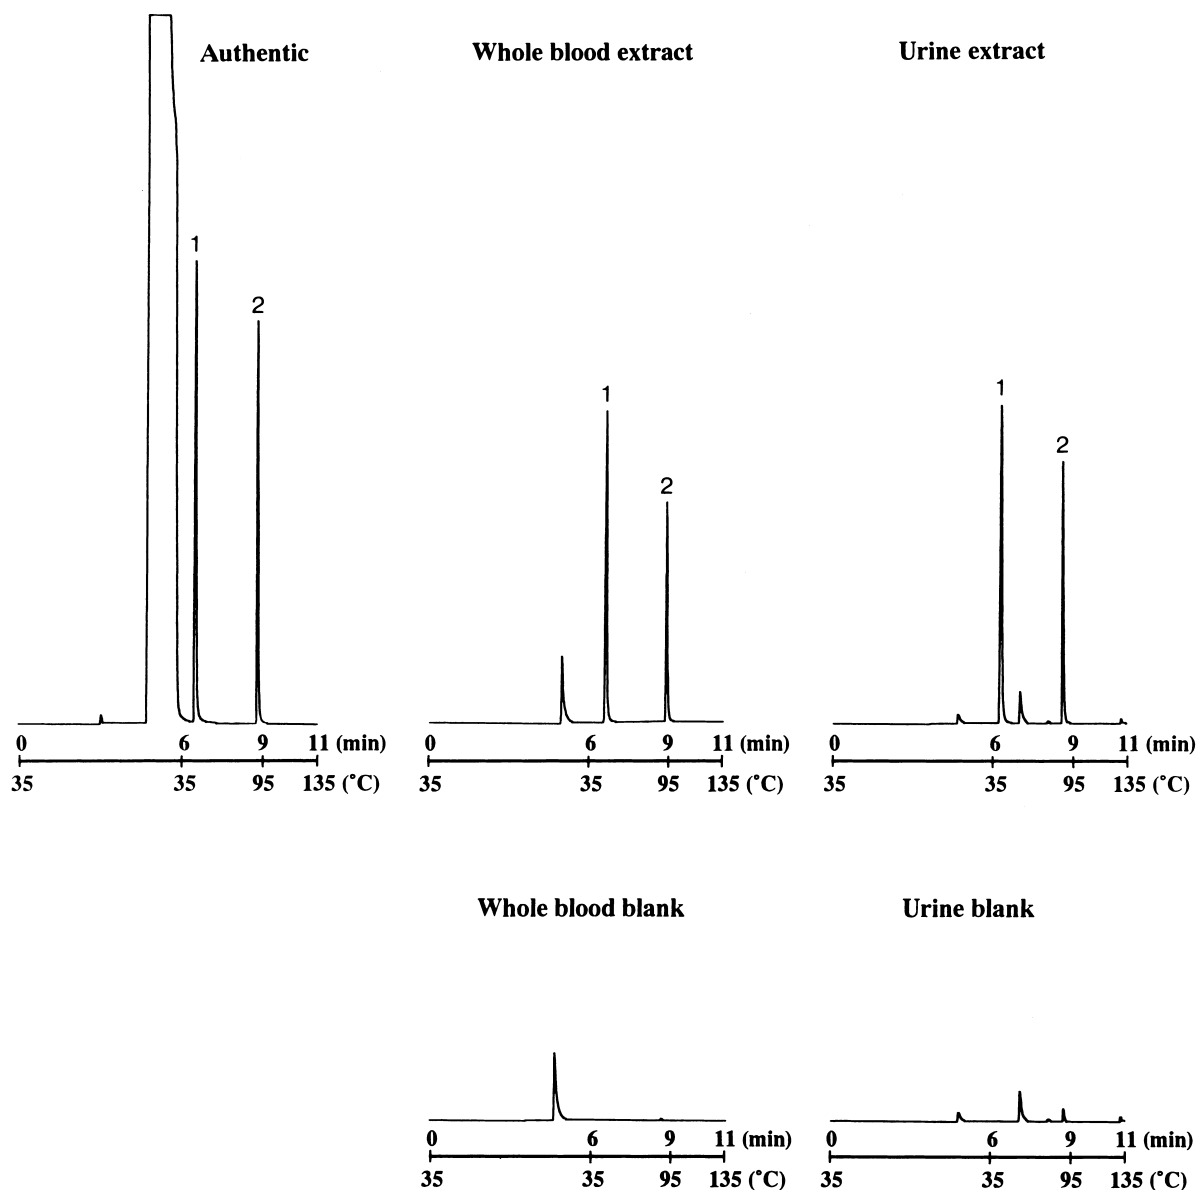 Authentic
Whole blood extract
Urine extract
1
2
1
2
1
2
0 6 9 11 (min)
35 35 95 135 (°C)
0 6 9 11 (min)
35 35 95 135 (°C)
0 6 9 11 (min)
35 35 95 135 (°C)
Whole blood blank
Urine blank
0 6 9 11 (min)
35 35 95 135 (°C)
0 6 9 11 (min)
35 35 95 135 (°C)